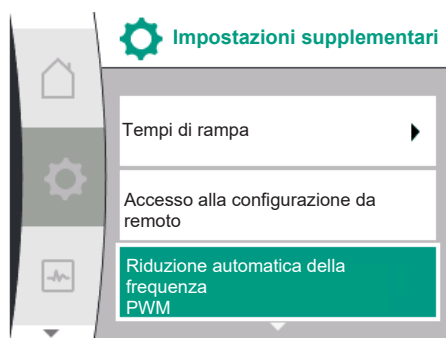 Impostazioni supplementari
Tempi di rampa
Accesso alla configurazione da
remoto
Riduzione automatica della
frequenza
PWM